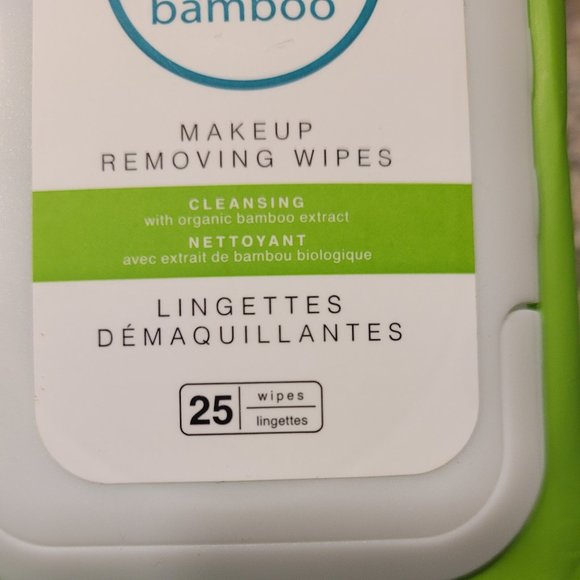 bamboo
MAKEUP
REMOVING WIPES
CLEANSING
with organic bamboo extract
NETTOYANT
avec extrait de bambou biologique
LINGETTES
DÉMAQUILLANTES
25
wipes
lingettes